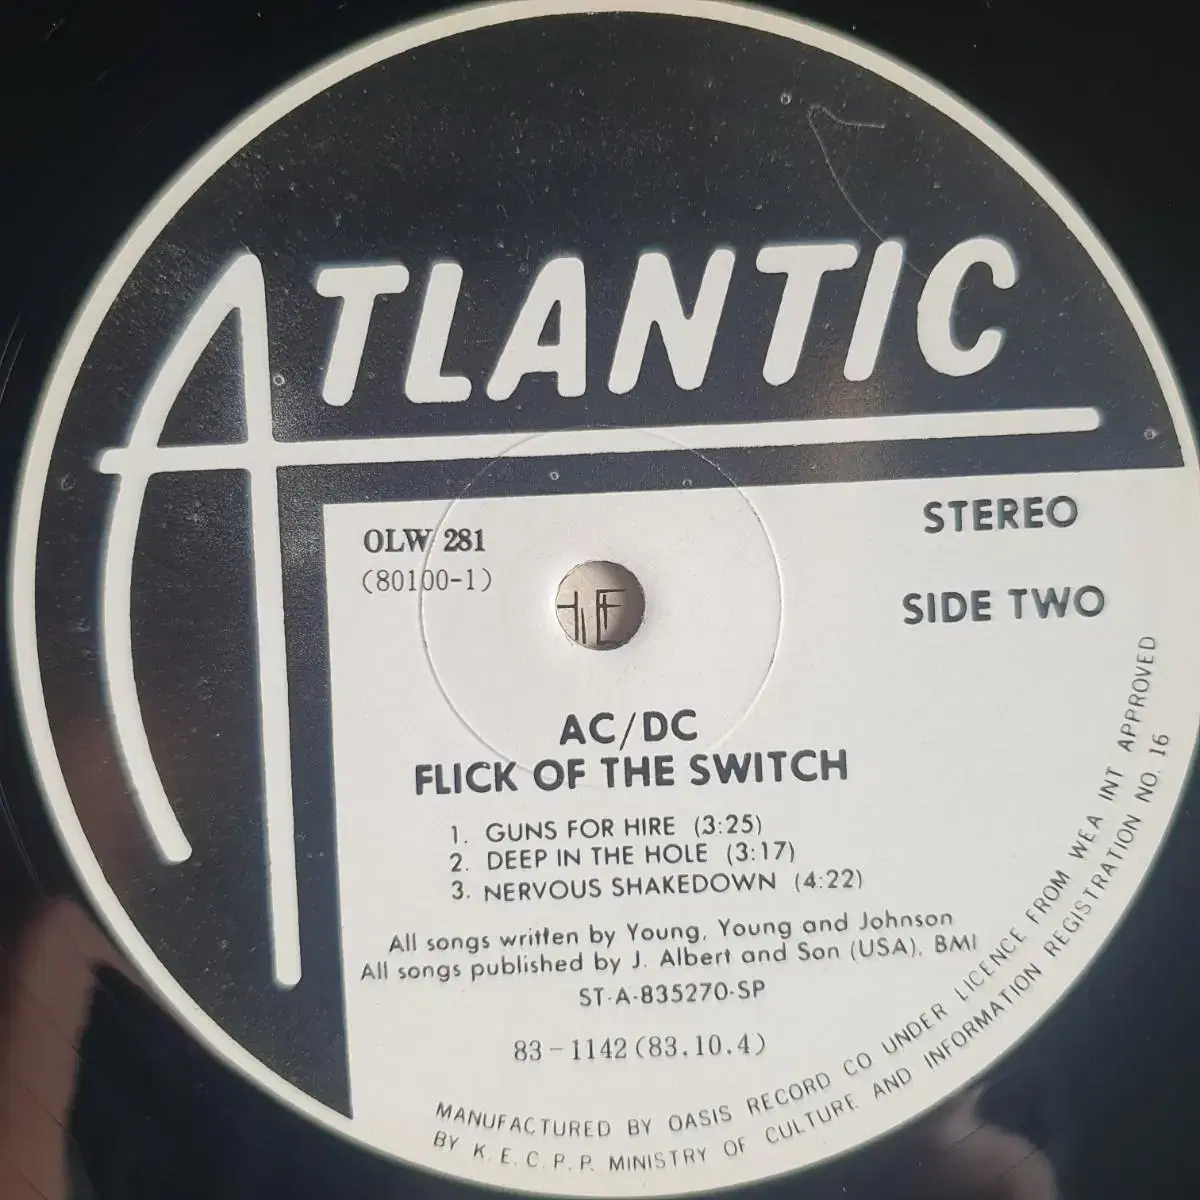 ATLANTIC
OLW 281
(80100-1)
STEREO
SIDE TWO
AC/DC
FLICK OF THE SWITCH
1. GUNS FOR HIRE (3:25)
2. DEEP IN THE HOLE (3:17)
3. NERVOUS SHAKEDOWN (4:22)
All songs written by Young, Young and Johnson
All songs published by J. Albert and Son (USA), BMI
ST-A-835270-SP
83-1142 (83.10.4)
MANUFACTURED BY OASIS RECORD CO UNDER LICENCE FROM WEA INT APPROVED
BY K.E.C.P.P. MINISTRY OF CULTURE AND INFORMATION REGISTRATION NO. 16